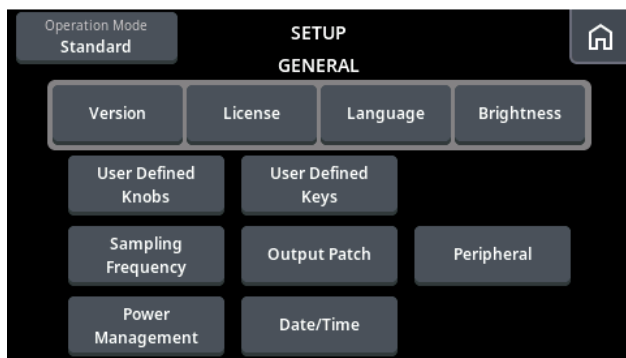 Operation Mode
Standard
SETUP
GENERAL
Version
License
Language
Brightness
User Defined
Knobs
User Defined
Keys
Sampling
Frequency
Output Patch
Peripheral
Power
Management
Date/Time